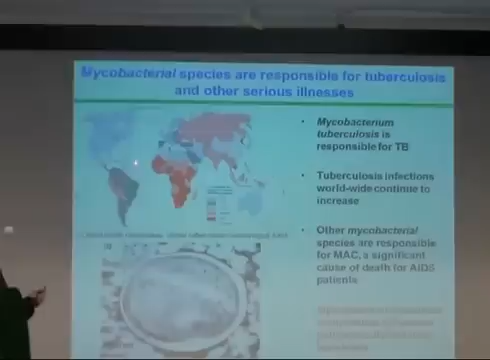 Mycobacterial species are responsible for tuberculosis
and other serious illnesses
• Mycobacterium
tuberculosis is
responsible for TB
• Tuberculosis infections
world-wide continue to
increase
• Other mycobacterial
species are responsible
for MAC, a significant
cause of death for AIDS
patients